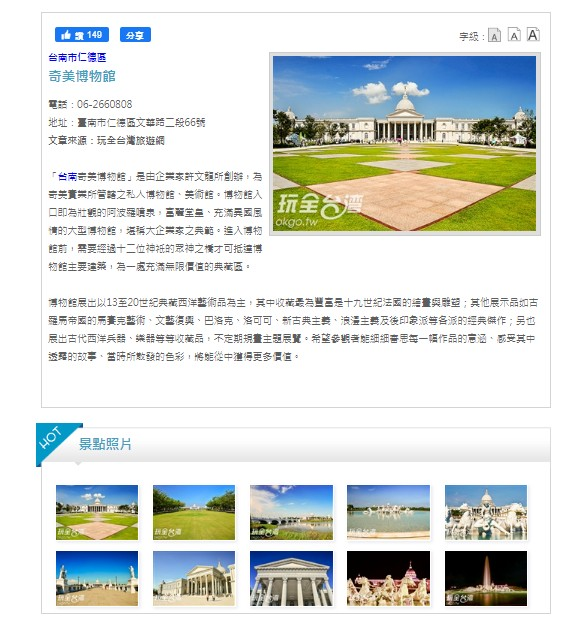 讚 149 分享 字級：A A A
台南市仁德區
奇美博物館
電話：06-2660808
地址：臺南市仁德區文華路二段66號
文章來源：玩全台灣旅遊網
「台南奇美博物館」是由企業家許文龍所創辦，為
奇美實業所管轄之私人博物館、美術館。博物館入
口即為壯觀的阿波羅噴泉，富麗堂皇、充滿異國風
情的大型博物館，堪稱大企業家之典範。進入博物
館前，需要經過十二位神祇的眾神之橋才可抵達博
物館主要建築，為一處充滿無限價值的典藏區。
玩全台灣
okgo.tw
博物館展出以13至20世紀典藏西洋藝術品為主，其中收藏最為豐富是十九世紀法國的繪畫與雕塑；其他展示品如古
羅馬帝國的馬賽克藝術、文藝復興、巴洛克、洛可可、新古典主義、浪漫主義及後印象派等各派的經典傑作；另也
展出古代西洋兵器、樂器等等收藏品，不定期規畫主題展覽。希望參觀者能細細審思每一幅作品的意涵、感受其中
透露的故事、當時所散發的色彩，將能從中獲得更多價值。
HOT 景點照片
玩全台灣 玩全台灣 玩全台灣 玩全台灣 玩全台灣
玩全台灣 玩全台灣 玩全台灣 玩全台灣 玩全台灣